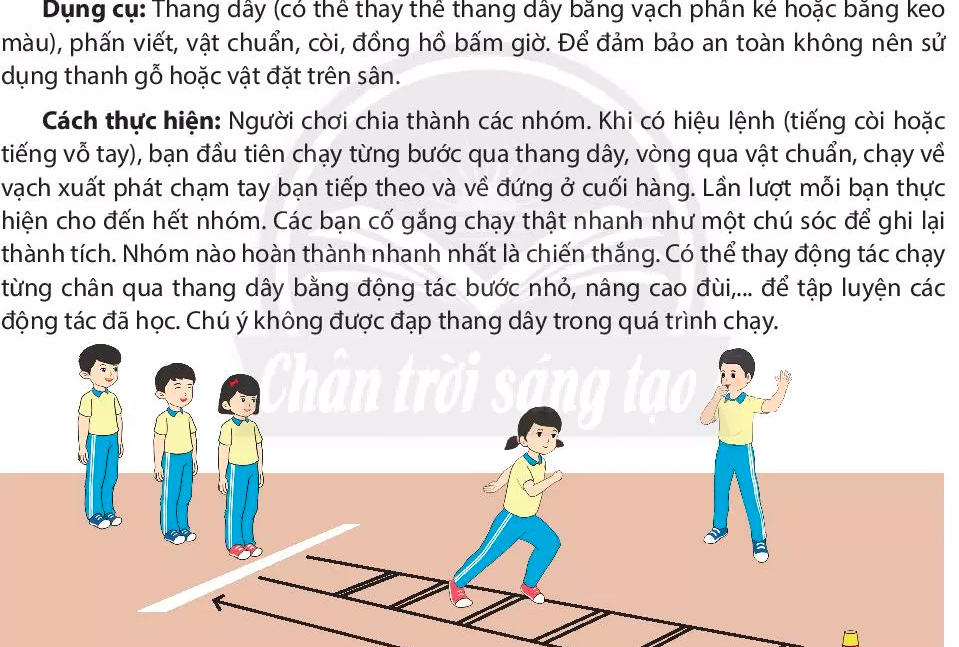 Dụng cụ: Thang dây (có thể thay thế thang dây bằng vạch phấn kẻ hoặc băng keo
màu), phấn viết, vật chuẩn, còi, đồng hồ bấm giờ. Để đảm bảo an toàn không nên sử
dụng thanh gỗ hoặc vật đặt trên sân.
Cách thực hiện: Người chơi chia thành các nhóm. Khi có hiệu lệnh (tiếng còi hoặc
tiếng vỗ tay), bạn đầu tiên chạy từng bước qua thang dây, vòng qua vật chuẩn, chạy về
vạch xuất phát chạm tay bạn tiếp theo và về đứng ở cuối hàng. Lần lượt mỗi bạn thực
hiện cho đến hết nhóm. Các bạn cố gắng chạy thật nhanh như một chú sóc để ghi lại
thành tích. Nhóm nào hoàn thành nhanh nhất là chiến thắng. Có thể thay động tác chạy
từng chân qua thang dây bằng động tác bước nhỏ, nâng cao đùi,... để tập luyện các
động tác đã học. Chú ý không được đạp thang dây trong quá trình chạy.
Chân trời sáng tạo